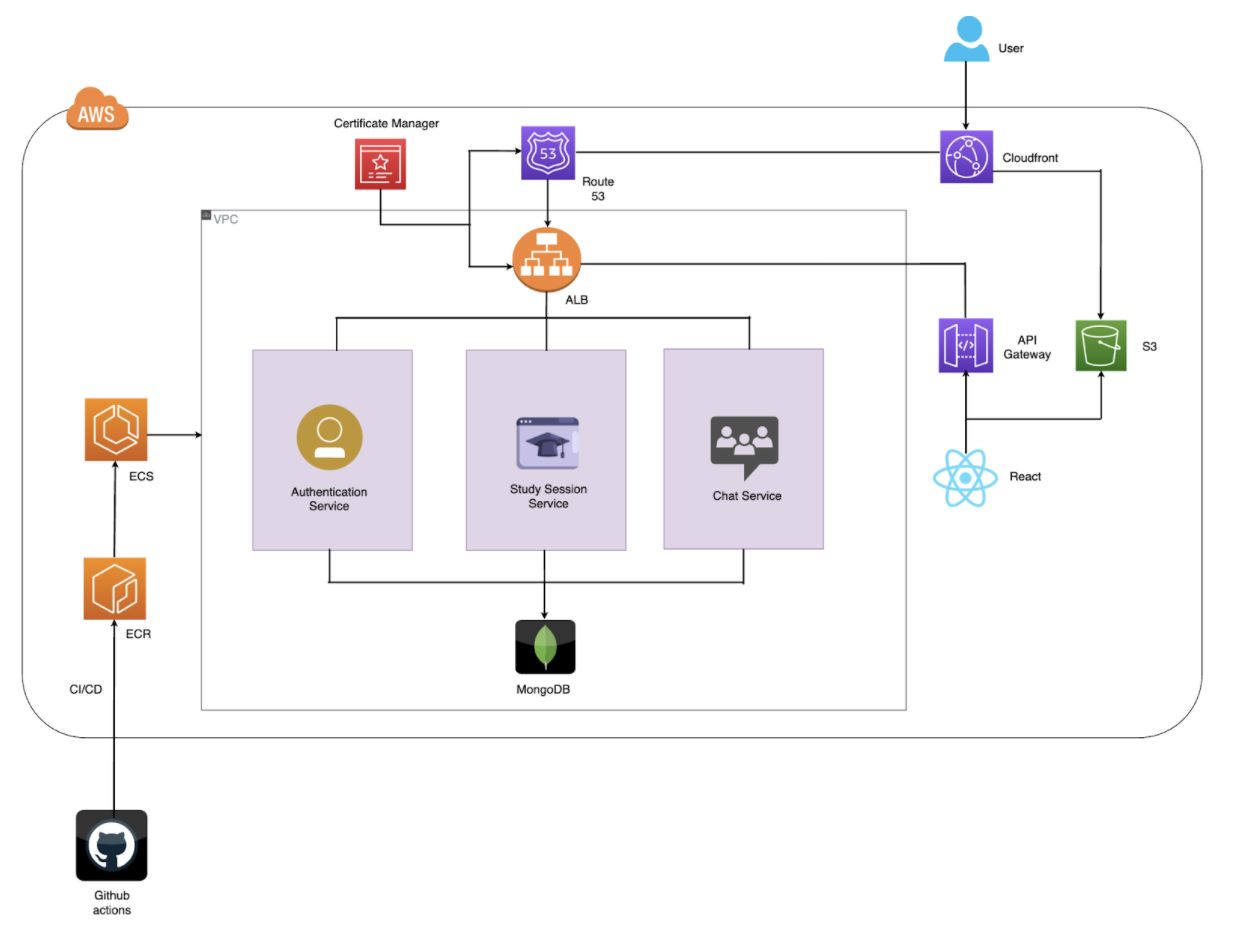 User
AWS
Certificate Manager
53
Route
53
Cloudfront
VPC
ALB
API
Gateway
</>
S3
Authentication
Service
Study Session
Service
Chat Service
React
ECS
ECR
CI/CD
MongoDB
Github
actions